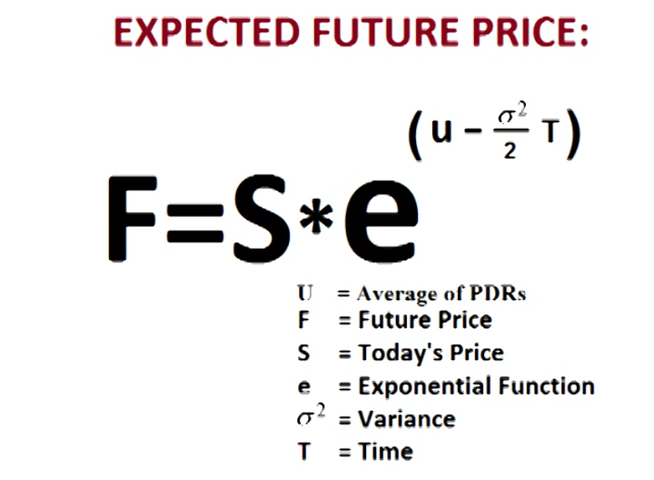 EXPECTED FUTURE PRICE:
F=S*e^(u - σ²/2 T)
U = Average of PDRs
F = Future Price
S = Today's Price
e = Exponential Function
σ² = Variance
T = Time